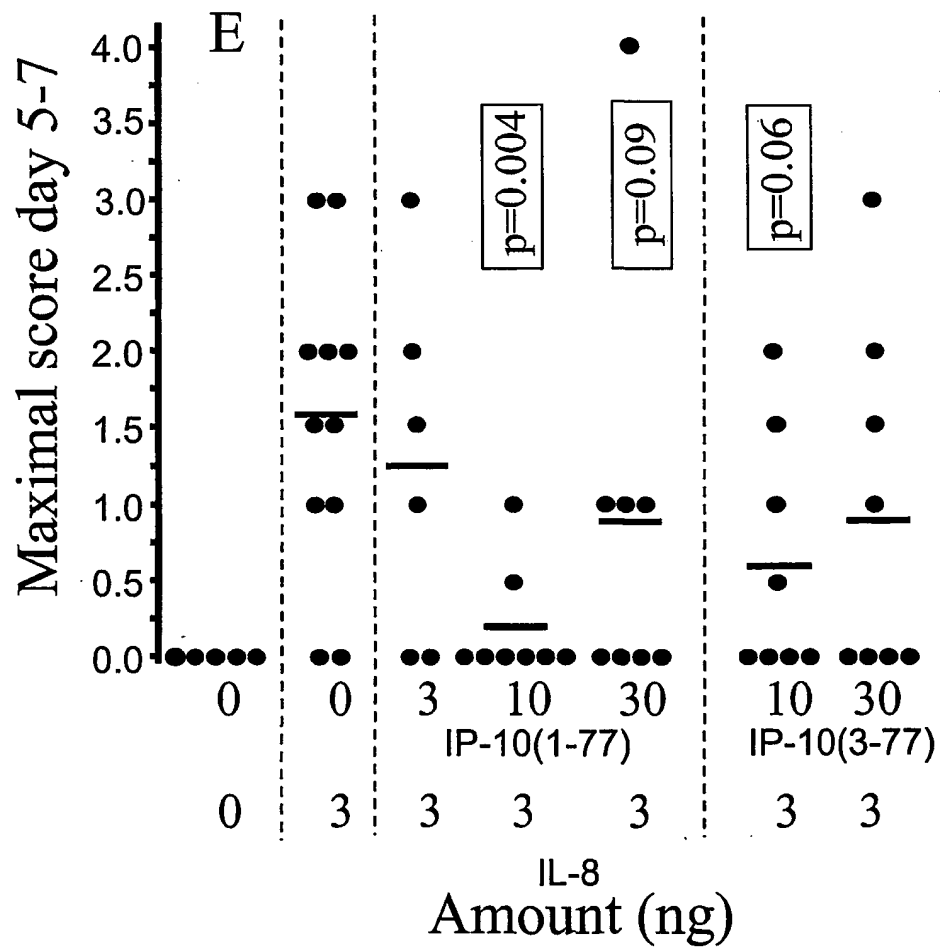 E
Maximal score day 5-7
4.0
3.5
3.0
2.5
2.0
1.5
1.0
0.5
0.0
p=0.004
p=0.09
p=0.06
0 0 3 10 30 10 30
IP-10(1-77) IP-10(3-77)
0 3 3 3 3 3 3
IL-8
Amount (ng)